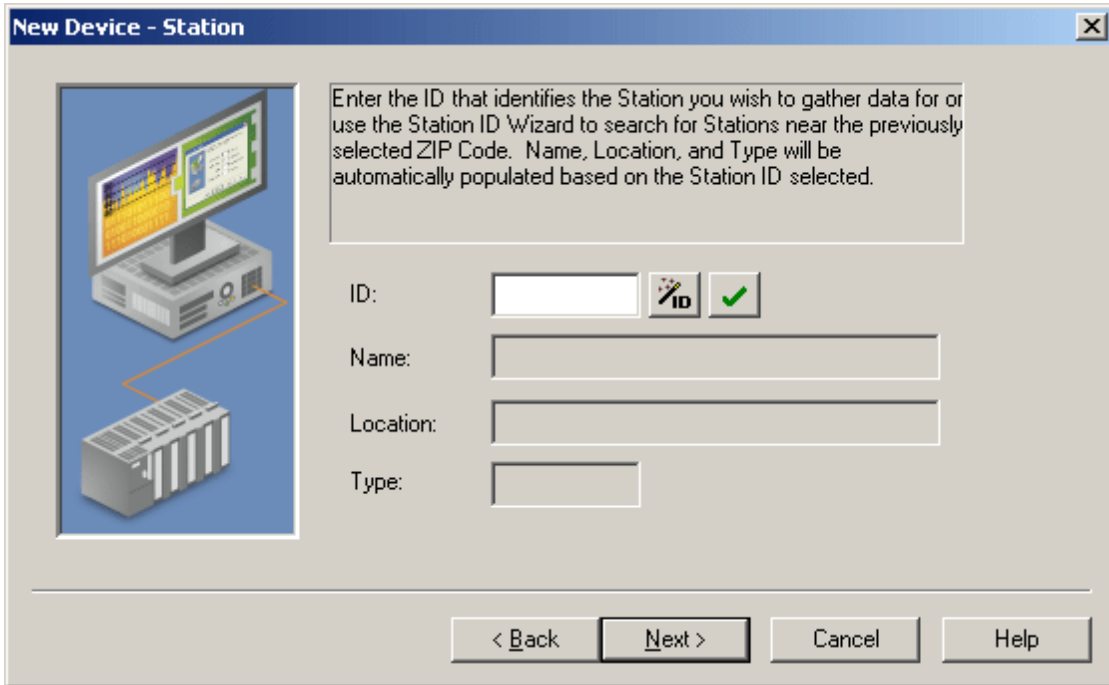 New Device - Station
Enter the ID that identifies the Station you wish to gather data for or
use the Station ID Wizard to search for Stations near the previously
selected ZIP Code.  Name, Location, and Type will be
automatically populated based on the Station ID selected.
ID:
ID
Name:
Location:
Type:
< Back
Next >
Cancel
Help